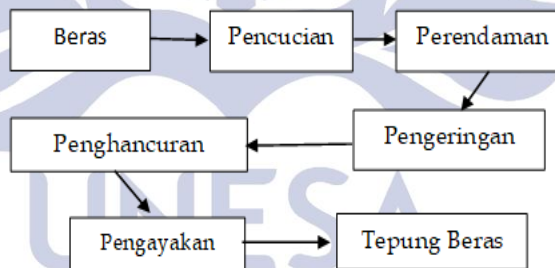 Beras
Pencucian
Perendaman
Pengeringan
Penghancuran
Pengayakan
Tepung Beras
UNESA